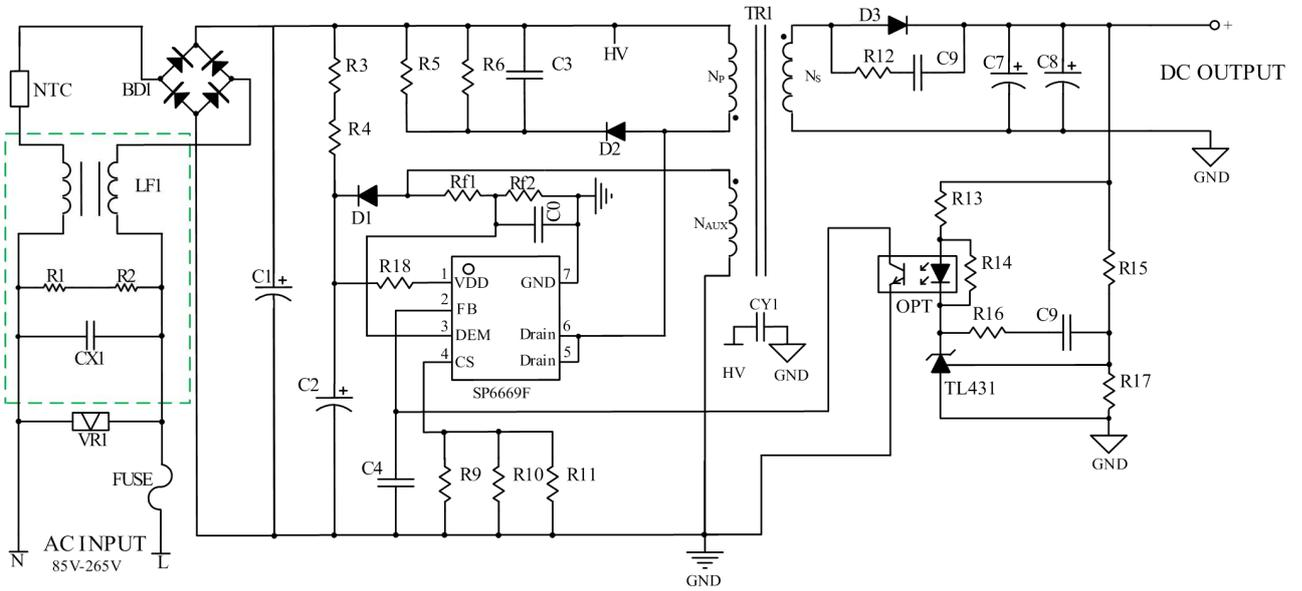 TR1
D3
+
R12
C9
C7
+
C8
+
DC OUTPUT
GND
NTC
BD1
R3
R4
R5
R6
C3
HV
NP
NS
D2
LF1
D1
Rf1
Rf2
C0
NAUX
R1
R2
CX1
C1
+
R18
1
VDD
2
FB
3
DEM
4
CS
GND
7
Drain
6
Drain
5
SP6669F
CY1
HV
GND
R13
R14
OPT
R15
R16
C9
TL431
R17
GND
C2
+
VR1
FUSE
C4
R9
R10
R11
AC INPUT
85V-265V
N
L
GND